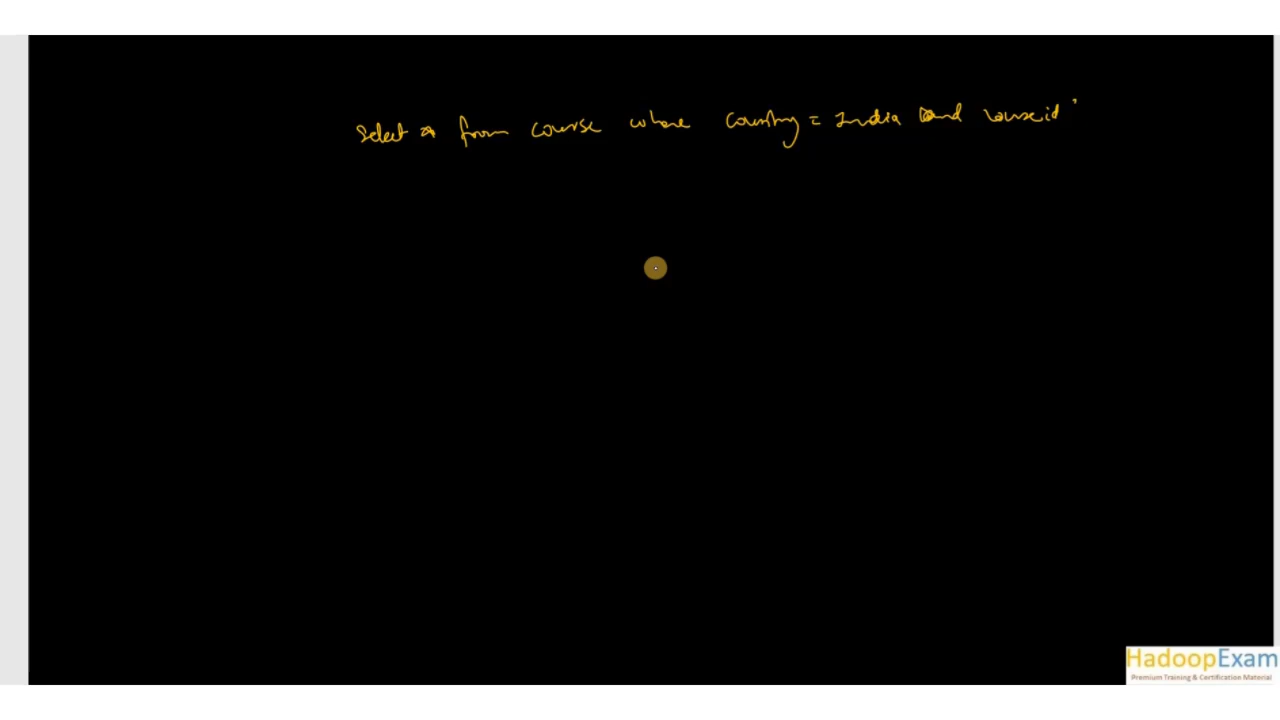 Select * from course where country = India and courseid '
HadoopExam
Premium Training & Certification Material